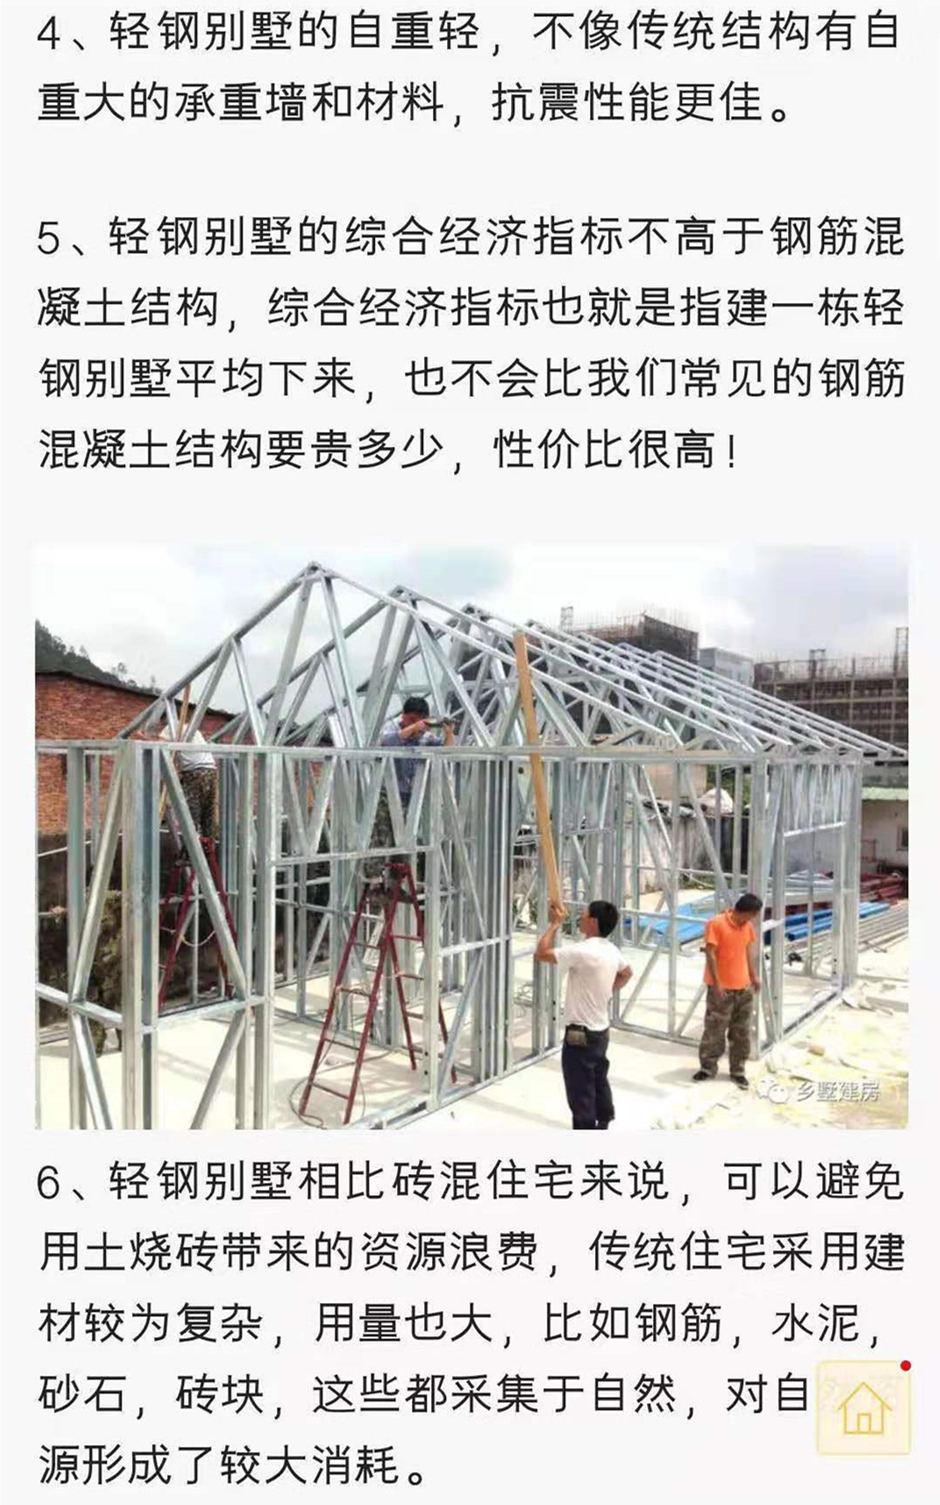 4、轻钢别墅的自重轻，不像传统结构有自
重大的承重墙和材料，抗震性能更佳。
5、轻钢别墅的综合经济指标不高于钢筋混
凝土结构，综合经济指标也就是指建一栋轻
钢别墅平均下来，也不会比我们常见的钢筋
混凝土结构要贵多少，性价比很高！
乡墅建房
6、轻钢别墅相比砖混住宅来说，可以避免
用土烧砖带来的资源浪费，传统住宅采用建
材较为复杂，用量也大，比如钢筋，水泥，
砂石，砖块，这些都采集于自然，对自
源形成了较大消耗。